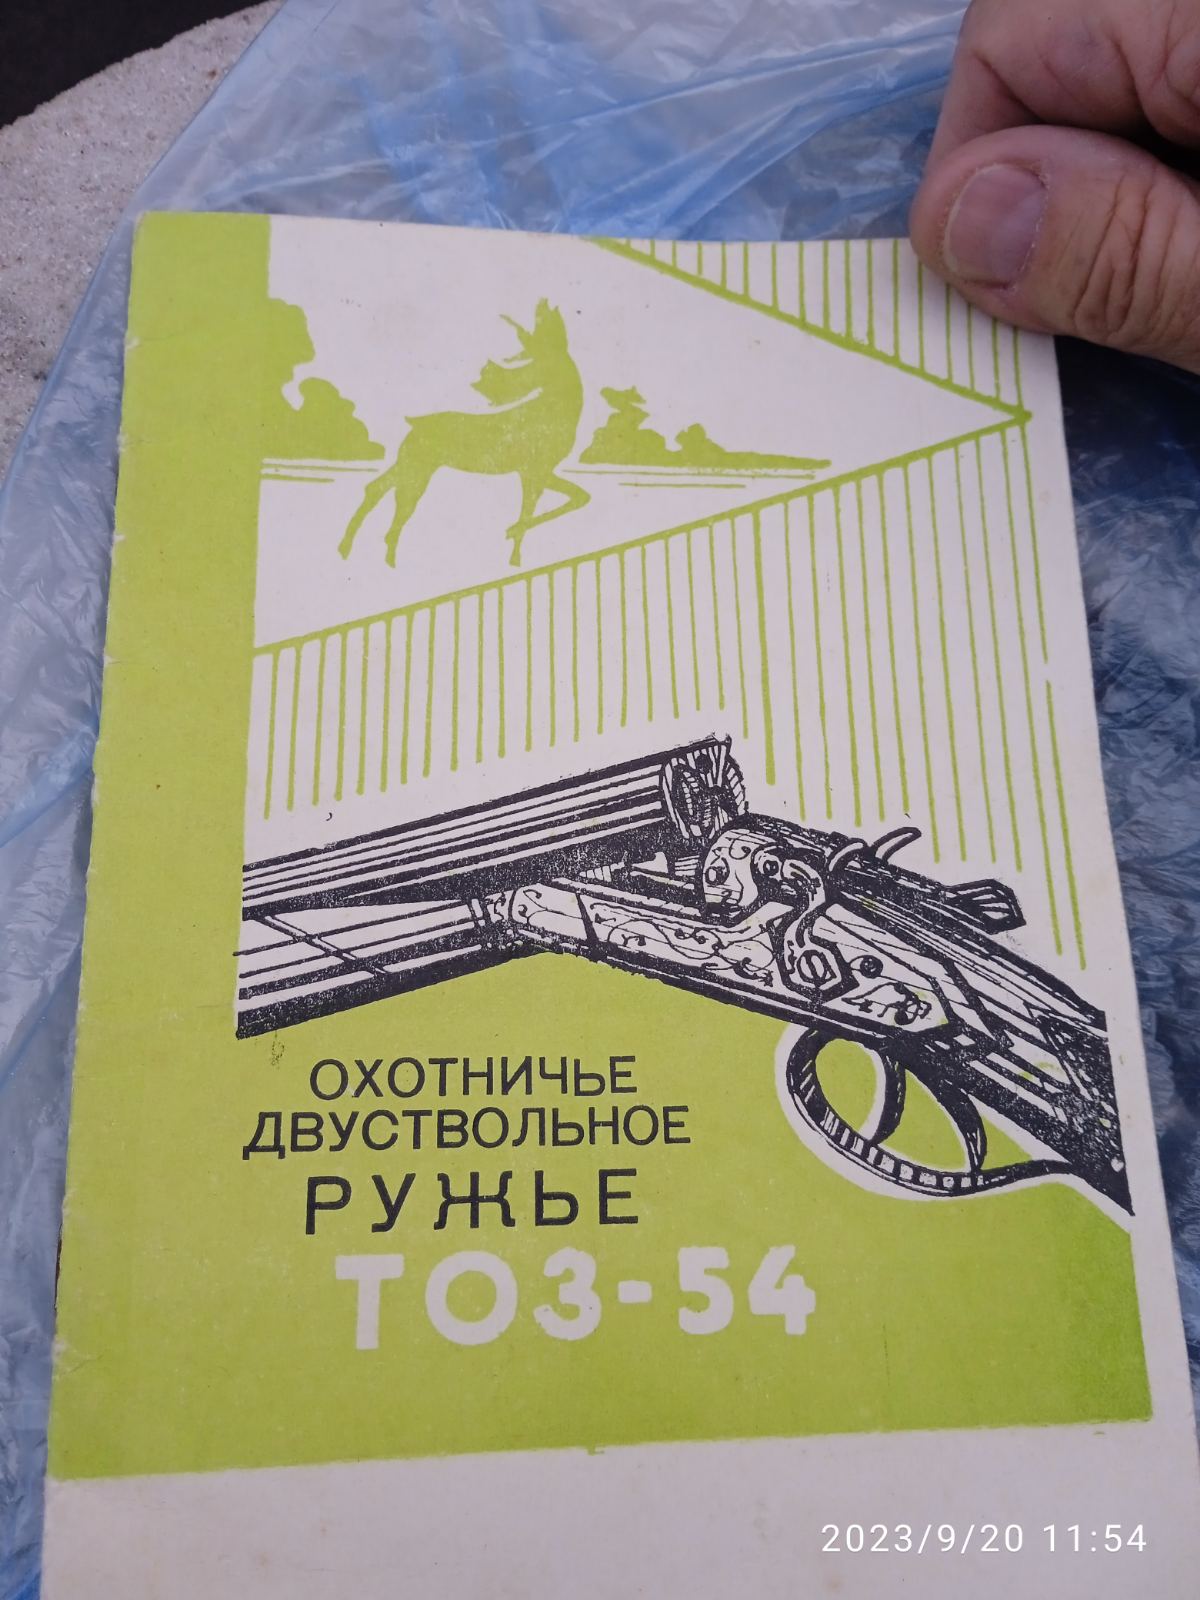 ОХОТНИЧЬЕ
ДВУСТВОЛЬНОЕ
РУЖЬЕ
ТОЗ-54
2023/9/20 11:54